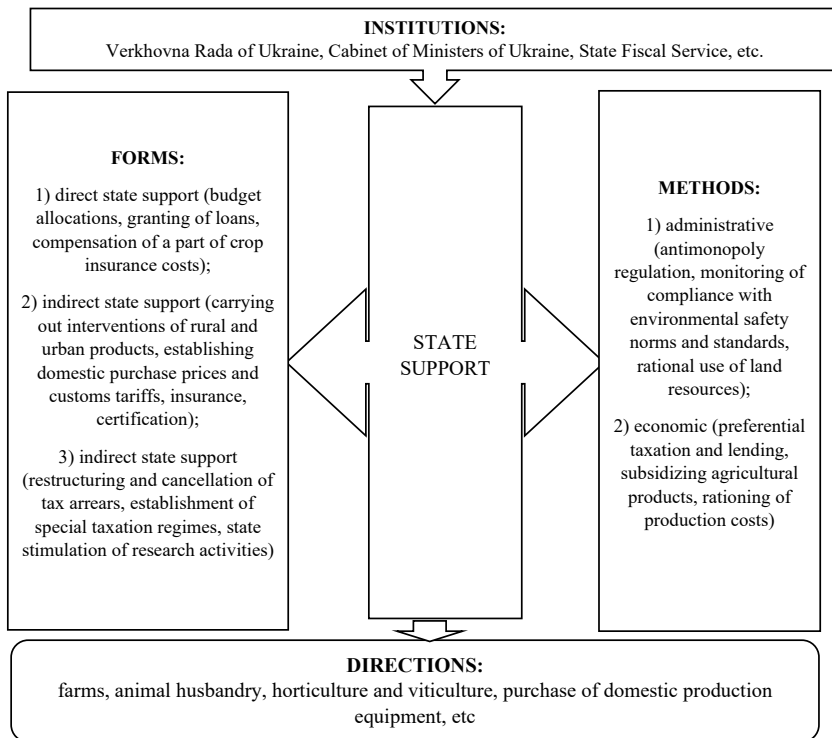 INSTITUTIONS:
Verkhovna Rada of Ukraine, Cabinet of Ministers of Ukraine, State Fiscal Service, etc.
FORMS:
1) direct state support (budget
allocations, granting of loans,
compensation of a part of crop
insurance costs);
2) indirect state support (carrying
out interventions of rural and
urban products, establishing
domestic purchase prices and
customs tariffs, insurance,
certification);
3) indirect state support
(restructuring and cancellation of
tax arrears, establishment of
special taxation regimes, state
stimulation of research activities)
STATE
SUPPORT
METHODS:
1) administrative
(antimonopoly
regulation, monitoring of
compliance with
environmental safety
norms and standards,
rational use of land
resources);
2) economic (preferential
taxation and lending,
subsidizing agricultural
products, rationing of
production costs)
DIRECTIONS:
farms, animal husbandry, horticulture and viticulture, purchase of domestic production
equipment, etc